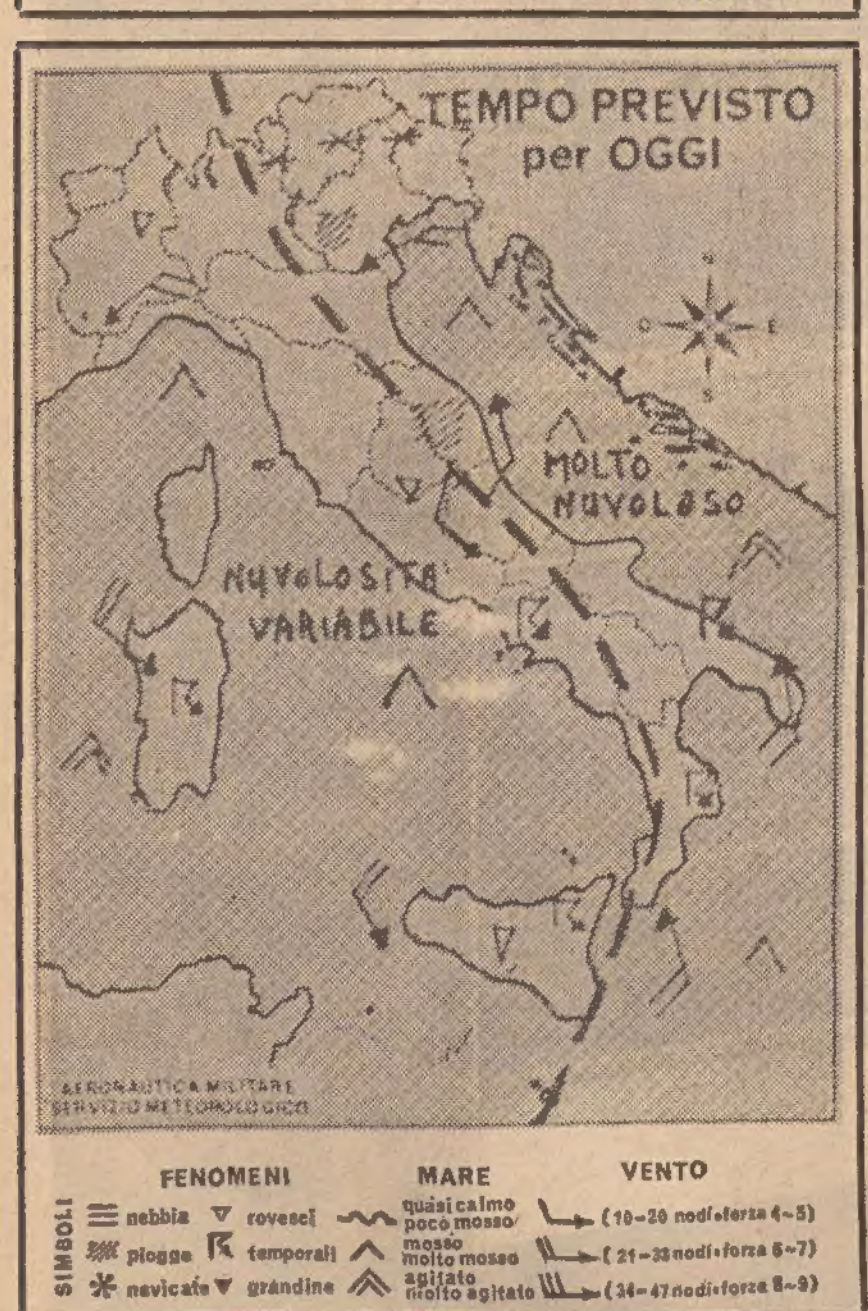 TEMPO PREVISTO
per OGGI
N
O
E
S
MOLTO
NUVOLOSO
NUVOLOSITA'
VARIABILE
AERONAUTICA MILITARE
SERVIZIO METEOROLOGICO
SIMBOLI
FENOMENI
nebbia rovesci
piogge temporali
nevicate grandine
MARE
quasi calmo
poco mosso
mosso
molto mosso
agitato
molto agitato
VENTO
(10-20 nodi•forza 4-5)
(21-33 nodi•forza 6-7)
(34-47 nodi•forza 8-9)